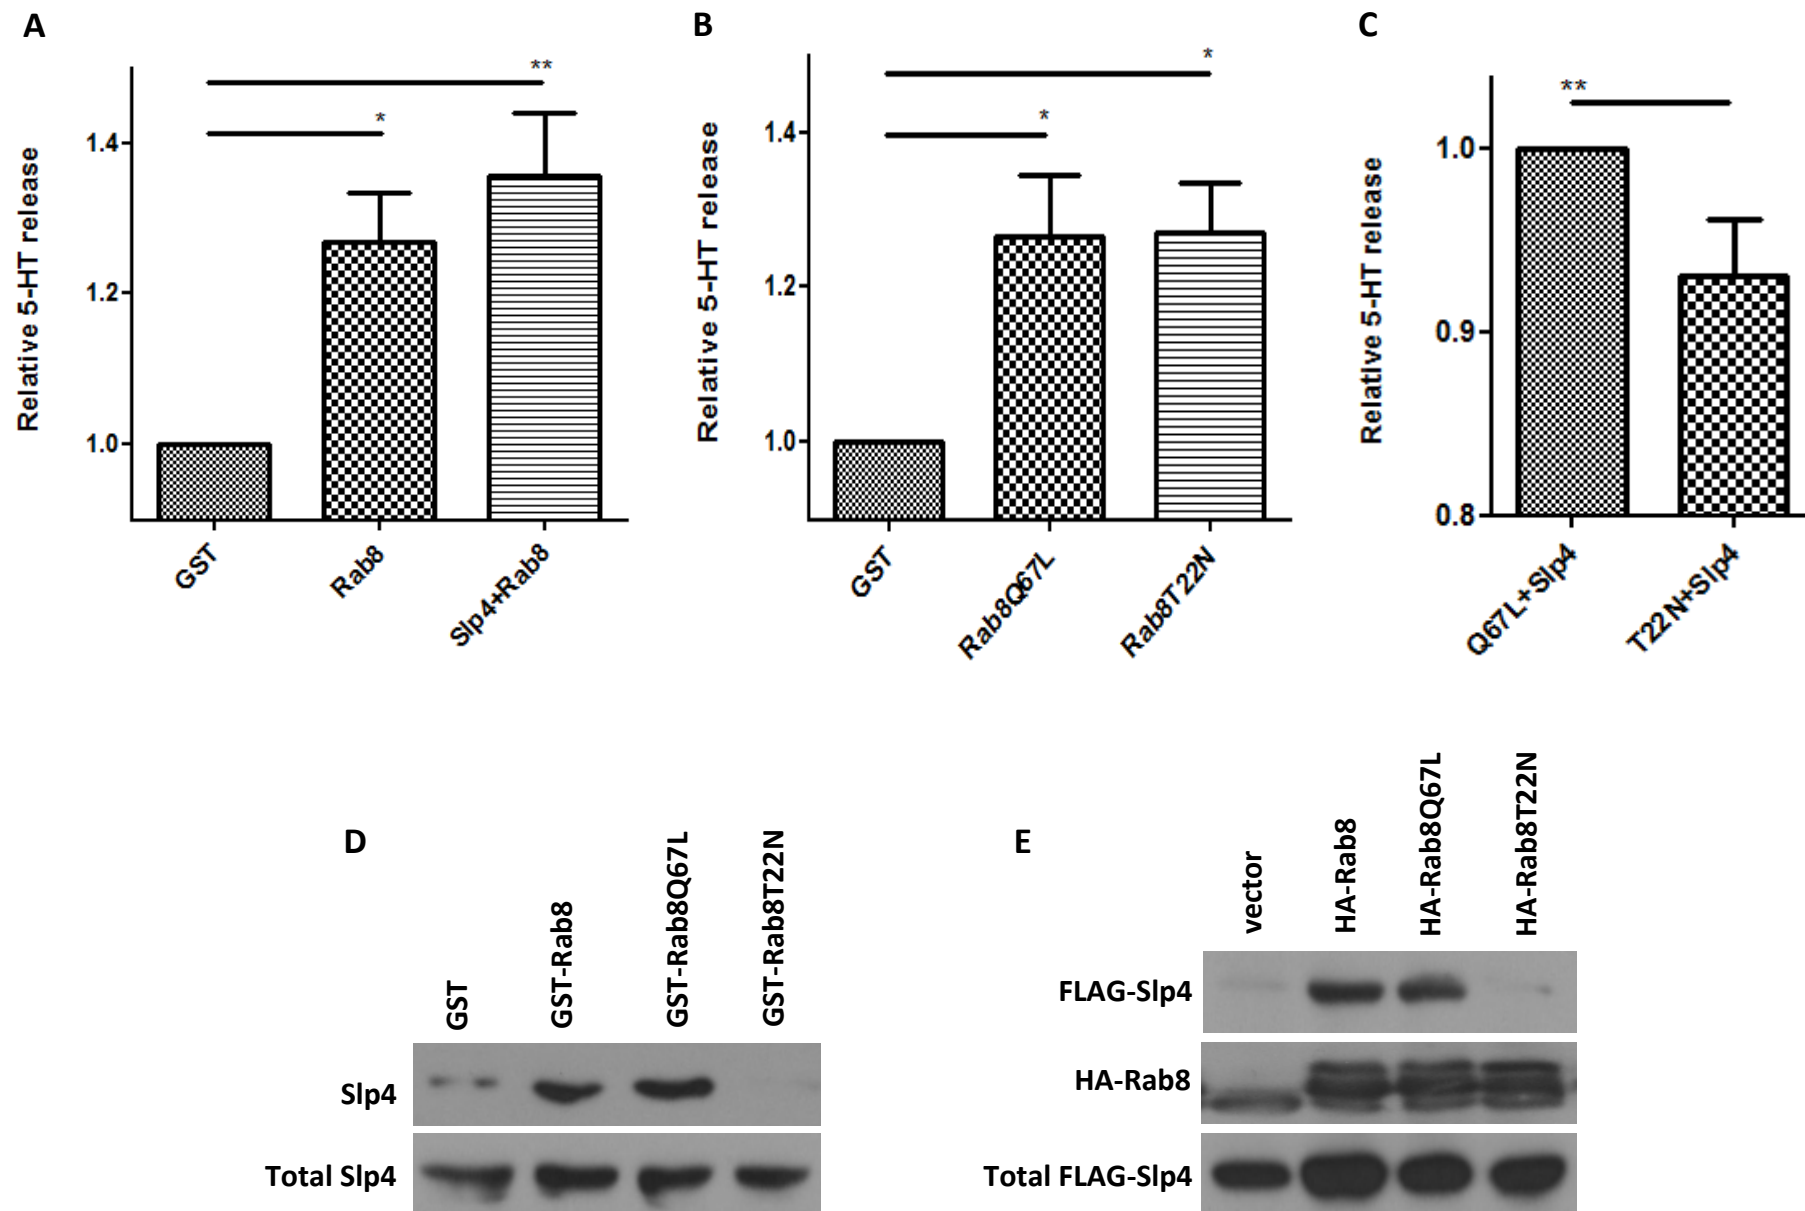 A
Relative 5-HT release
1.4
1.2
1.0
*
**
GST
Rab8
Slp4+Rab8
B
Relative 5-HT release
1.4
1.2
1.0
*
*
GST
Rab8Q67L
Rab8T22N
C
Relative 5-HT release
1.0
0.9
0.8
**
Q67L+Slp4
T22N+Slp4
D
GST
GST-Rab8
GST-Rab8Q67L
GST-Rab8T22N
Slp4
Total Slp4
E
vector
HA-Rab8
HA-Rab8Q67L
HA-Rab8T22N
FLAG-Slp4
HA-Rab8
Total FLAG-Slp4